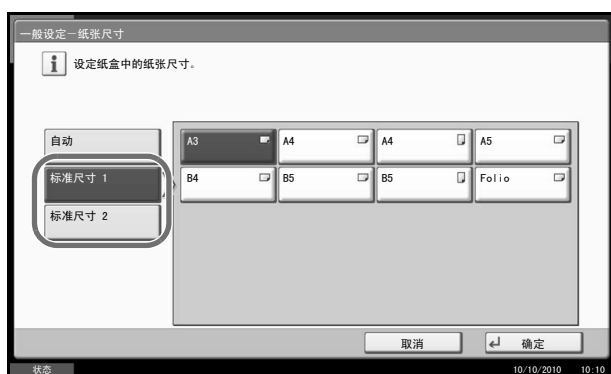 一般设定－纸张尺寸
i 设定纸盒中的纸张尺寸。
自动
标准尺寸 1
标准尺寸 2
A3 A4 A4 A5
B4 B5 B5 Folio
取消 确定
状态 10/10/2010 10:10